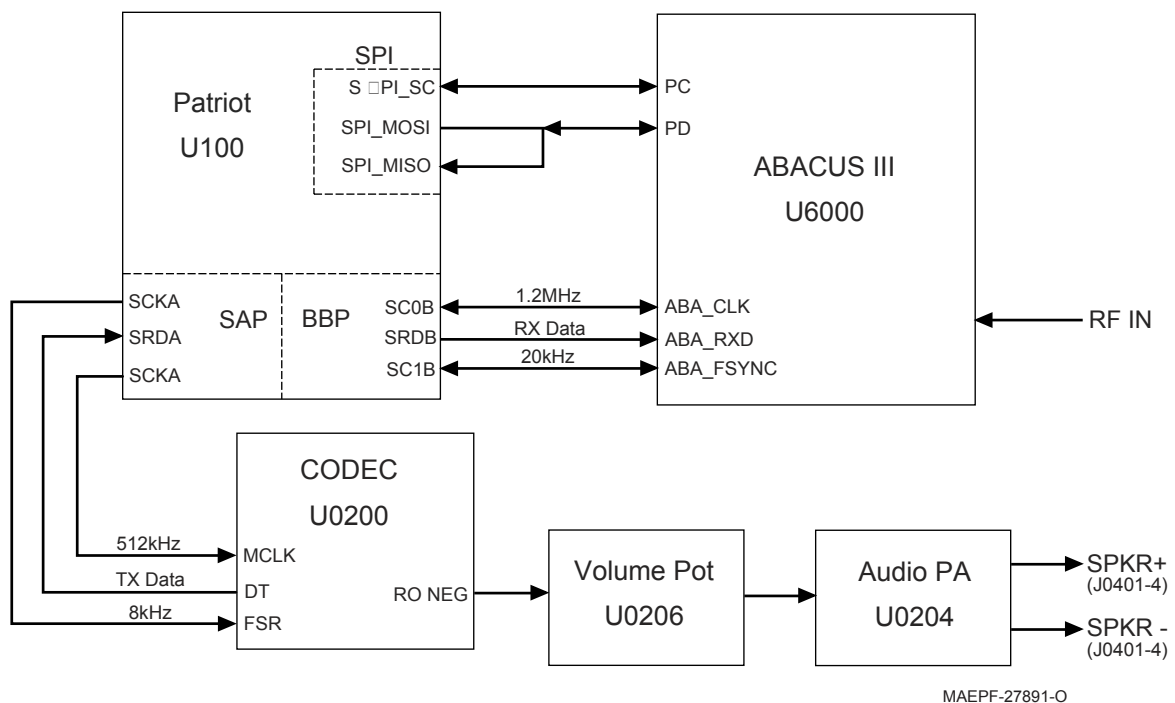 SPI
S □PI_SC
SPI_MOSI
SPI_MISO
Patriot
U100
PC
PD
ABACUS III
U6000
SCKA
SRDA
SCKA
SAP
BBP
SC0B
SRDB
SC1B
1.2MHz
RX Data
20kHz
ABA_CLK
ABA_RXD
ABA_FSYNC
RF IN
CODEC
U0200
512kHz
TX Data
8kHz
MCLK
DT
FSR
RO NEG
Volume Pot
U0206
Audio PA
U0204
SPKR+
(J0401-4)
SPKR -
(J0401-4)
MAEPF-27891-O